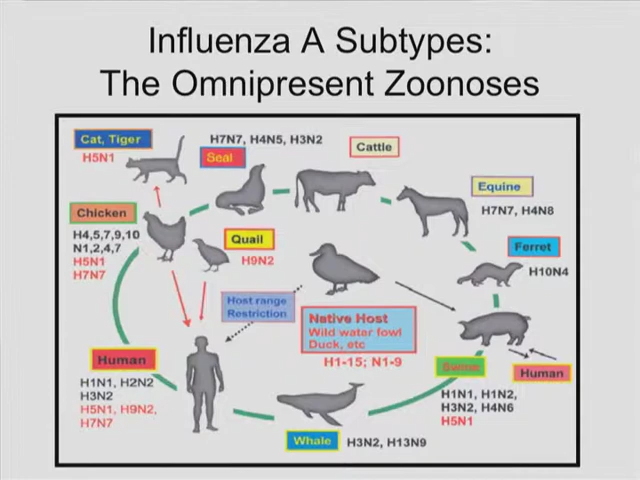 Influenza A Subtypes:
The Omnipresent Zoonoses
Cat, Tiger
H5N1
H7N7, H4N5, H3N2
Seal
Cattle
Equine
H7N7, H4N8
Chicken
H4,5,7,9,10
N1,2,4,7
H5N1
H7N7
Quail
H9N2
Ferret
H10N4
Host range
Restriction
Native Host
Wild water fowl
Duck, etc
H1-15; N1-9
Human
H1N1, H2N2
H3N2
H5N1, H9N2,
H7N7
Swine
Human
H1N1, H1N2,
H3N2, H4N6
H5N1
Whale
H3N2, H13N9